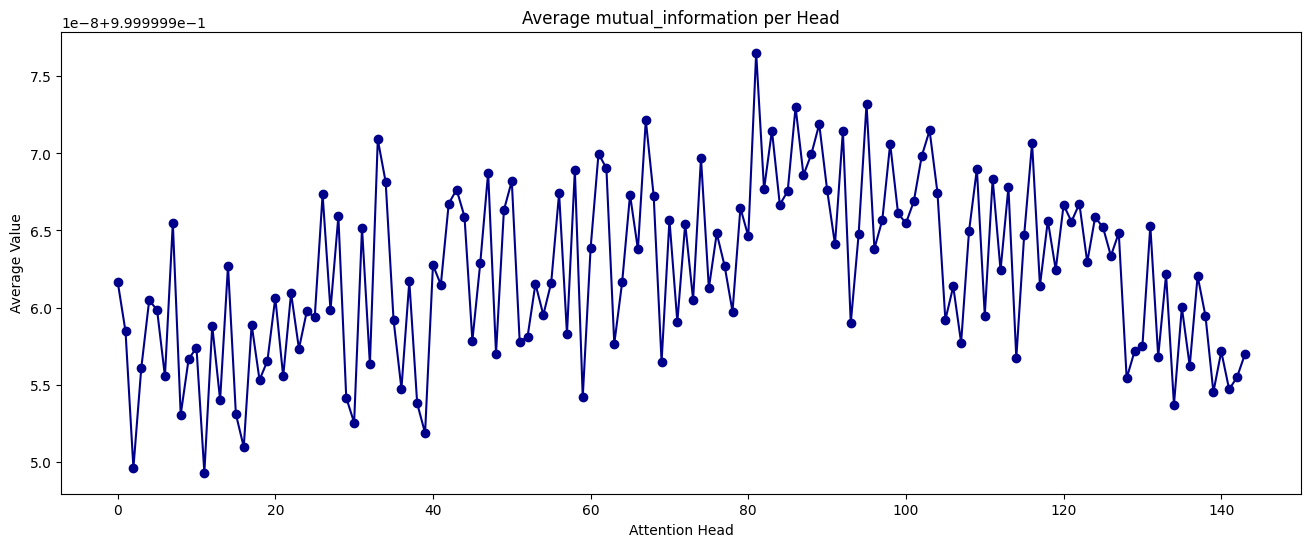 Average mutual_information per Head
1e-8+9.999999e-1
7.5
7.0
6.5
6.0
5.5
5.0
Average Value
0 20 40 60 80 100 120 140
Attention Head